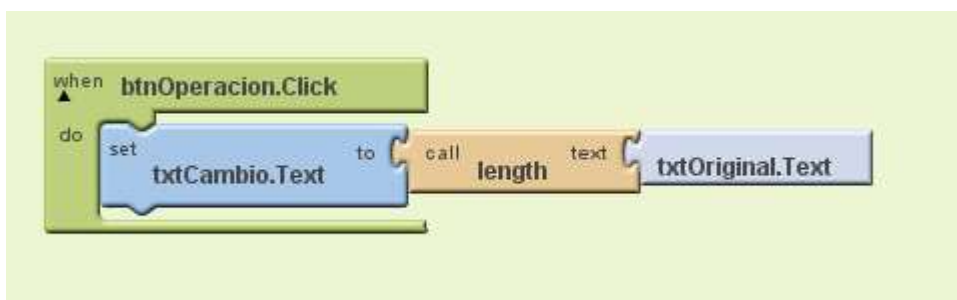 when btnOperacion.Click
do set txtCambio.Text to call length text txtOriginal.Text